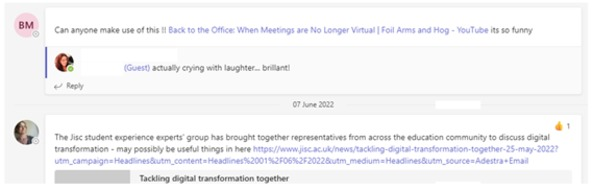 BM
Can anyone make use of this !! Back to the Office: When Meetings are No Longer Virtual | Foil Arms and Hog - YouTube its so funny
(Guest) actually crying with laughter... brillant!
Reply
07 June 2022
1
The Jisc student experience experts' group has brought together representatives from across the education community to discuss digital
transformation - may possibly be useful things in here https://www.jisc.ac.uk/news/tackling-digital-transformation-together-25-may-2022?
utm_campaign=Headlines&utm_content=Headlines%2001%2F06%2F2022&utm_medium=Headlines&utm_source=Adestra+Email
Tackling digital transformation together